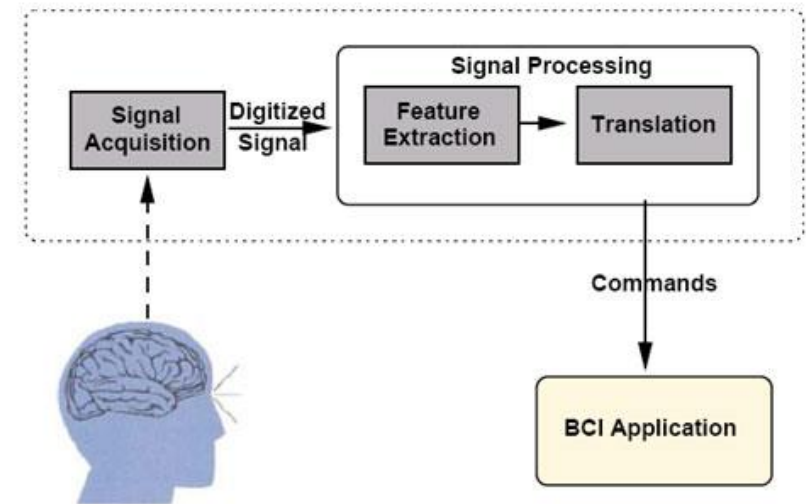 Signal Processing
Signal
Acquisition
Digitized
Signal
Feature
Extraction
Translation
Commands
BCI Application